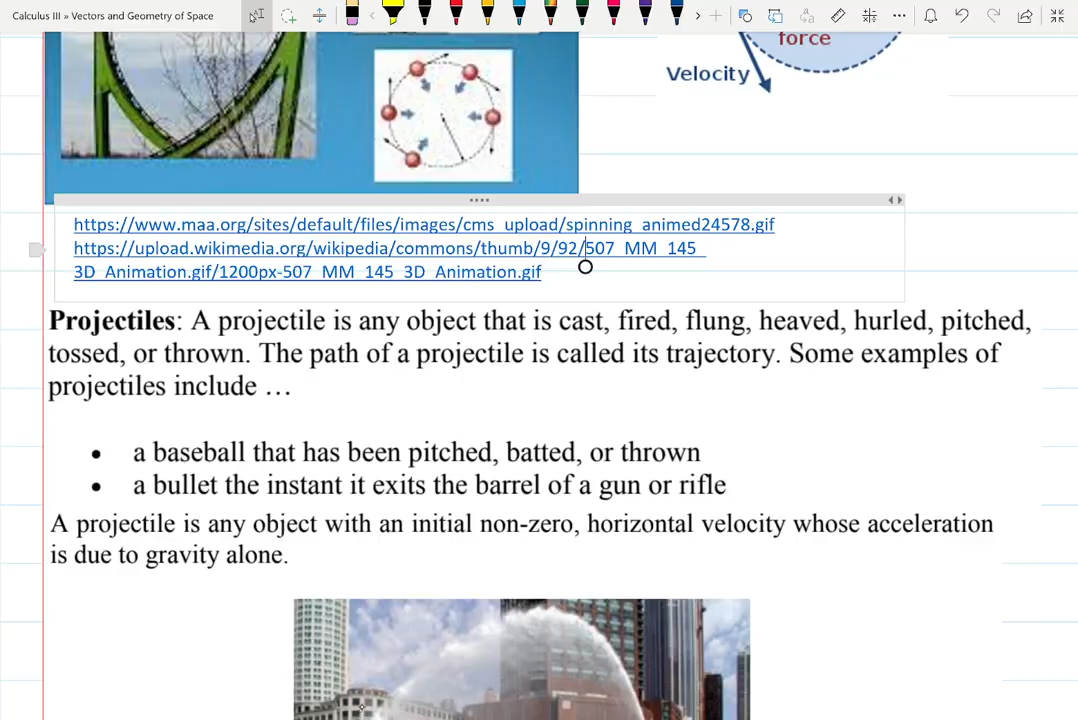 Calculus III » Vectors and Geometry of Space
force
Velocity
https://www.maa.org/sites/default/files/images/cms_upload/spinning_animed24578.gif
https://upload.wikimedia.org/wikipedia/commons/thumb/9/92/507_MM_145_
3D_Animation.gif/1200px-507_MM_145_3D_Animation.gif
Projectiles: A projectile is any object that is cast, fired, flung, heaved, hurled, pitched,
tossed, or thrown. The path of a projectile is called its trajectory. Some examples of
projectiles include …
• a baseball that has been pitched, batted, or thrown
• a bullet the instant it exits the barrel of a gun or rifle
A projectile is any object with an initial non-zero, horizontal velocity whose acceleration
is due to gravity alone.